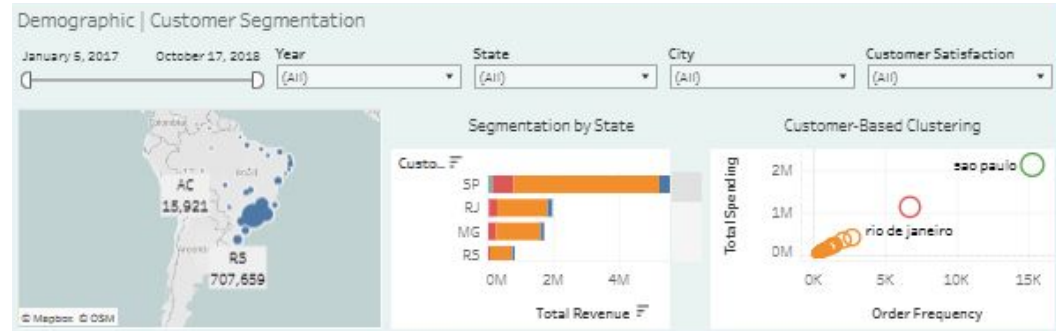 Demographic | Customer Segmentation
January 5, 2017 October 17, 2018 Year State City Customer Satisfaction
(All) (All) (All) (All)
Segmentation by State
Customer-Based Clustering
Colombia
Brasil
AC
15,921
RS
707,659
© Mapbox © OSM
Custo..
SP
RJ
MG
RS
0M 2M 4M
Total Revenue
Total Spending
2M
1M
0M
sao paulo
rio de janeiro
0K 5K 10K 15K
Order Frequency